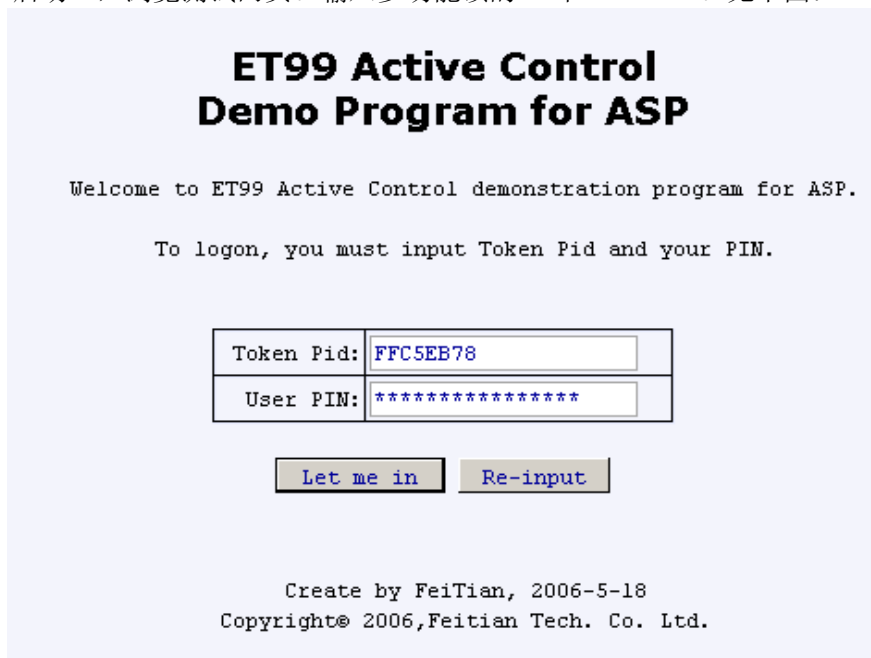 ET99 Active Control
Demo Program for ASP
Welcome to ET99 Active Control demonstration program for ASP.
To logon, you must input Token Pid and your PIN.
Token Pid: FFC5EB78
User PIN: ****************
Let me in Re-input
Create by FeiTian, 2006-5-18
Copyright© 2006,Feitian Tech. Co. Ltd.